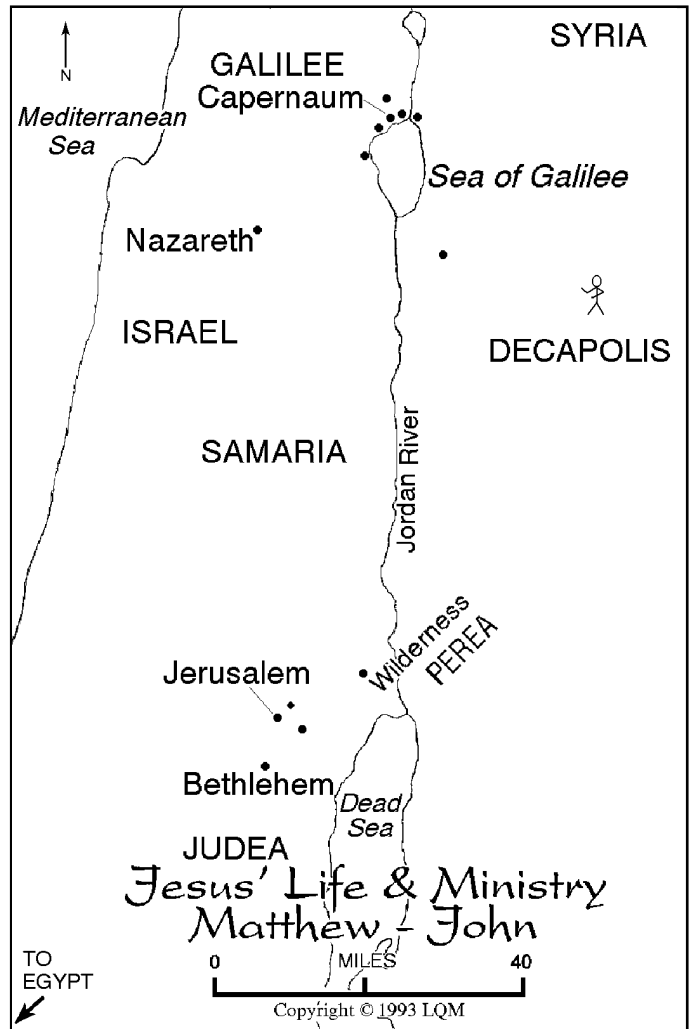 SYRIA
N
GALILEE
Capernaum
Mediterranean
Sea
Sea of Galilee
Nazareth
ISRAEL
DECAPOLIS
SAMARIA
Jordan River
Wilderness
PEREA
Jerusalem
Bethlehem
Dead
Sea
JUDEA
Jesus' Life & Ministry
Matthew - John
TO
EGYPT
0 MILES 40
Copyright © 1993 LQM